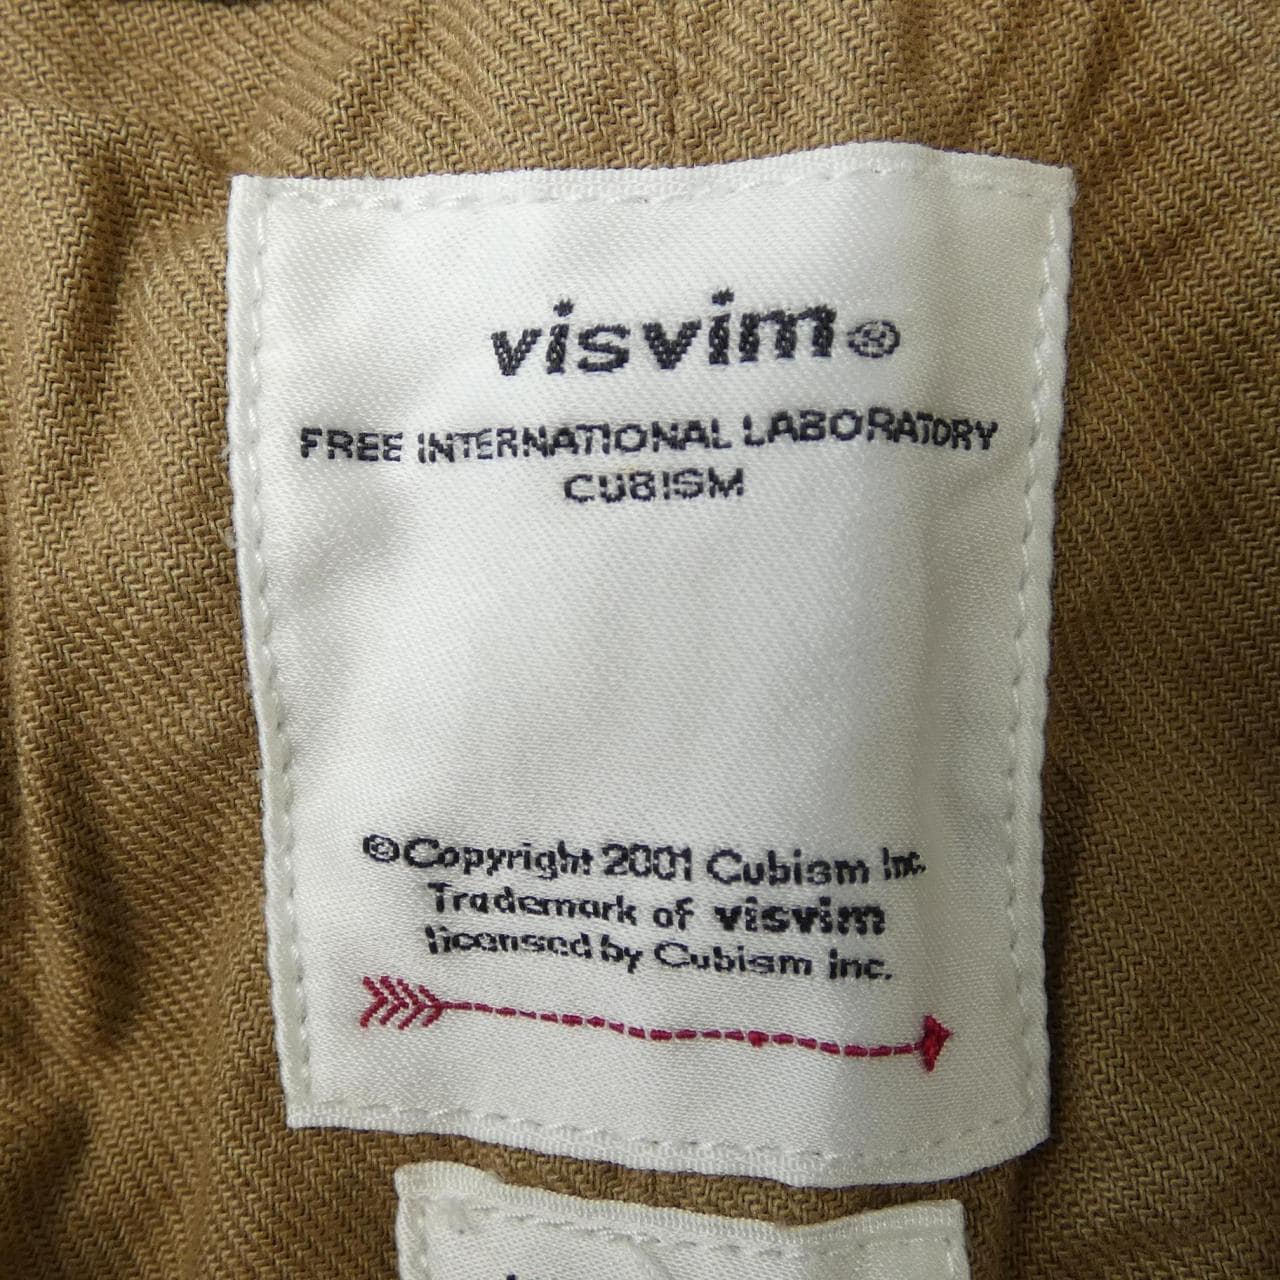 visvim®
FREE INTERNATIONAL LABORATORY
CUBISM
©Copyright 2001 Cubism Inc.
Trademark of visvim
licensed by Cubism Inc.